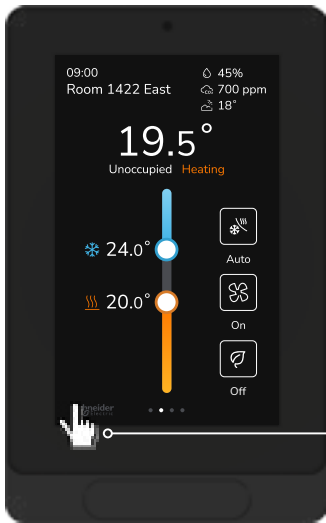 09:00
45%
Room 1422 East
700 ppm
18°
19.5°
Unoccupied Heating
24.0°
Auto
20.0°
On
Off